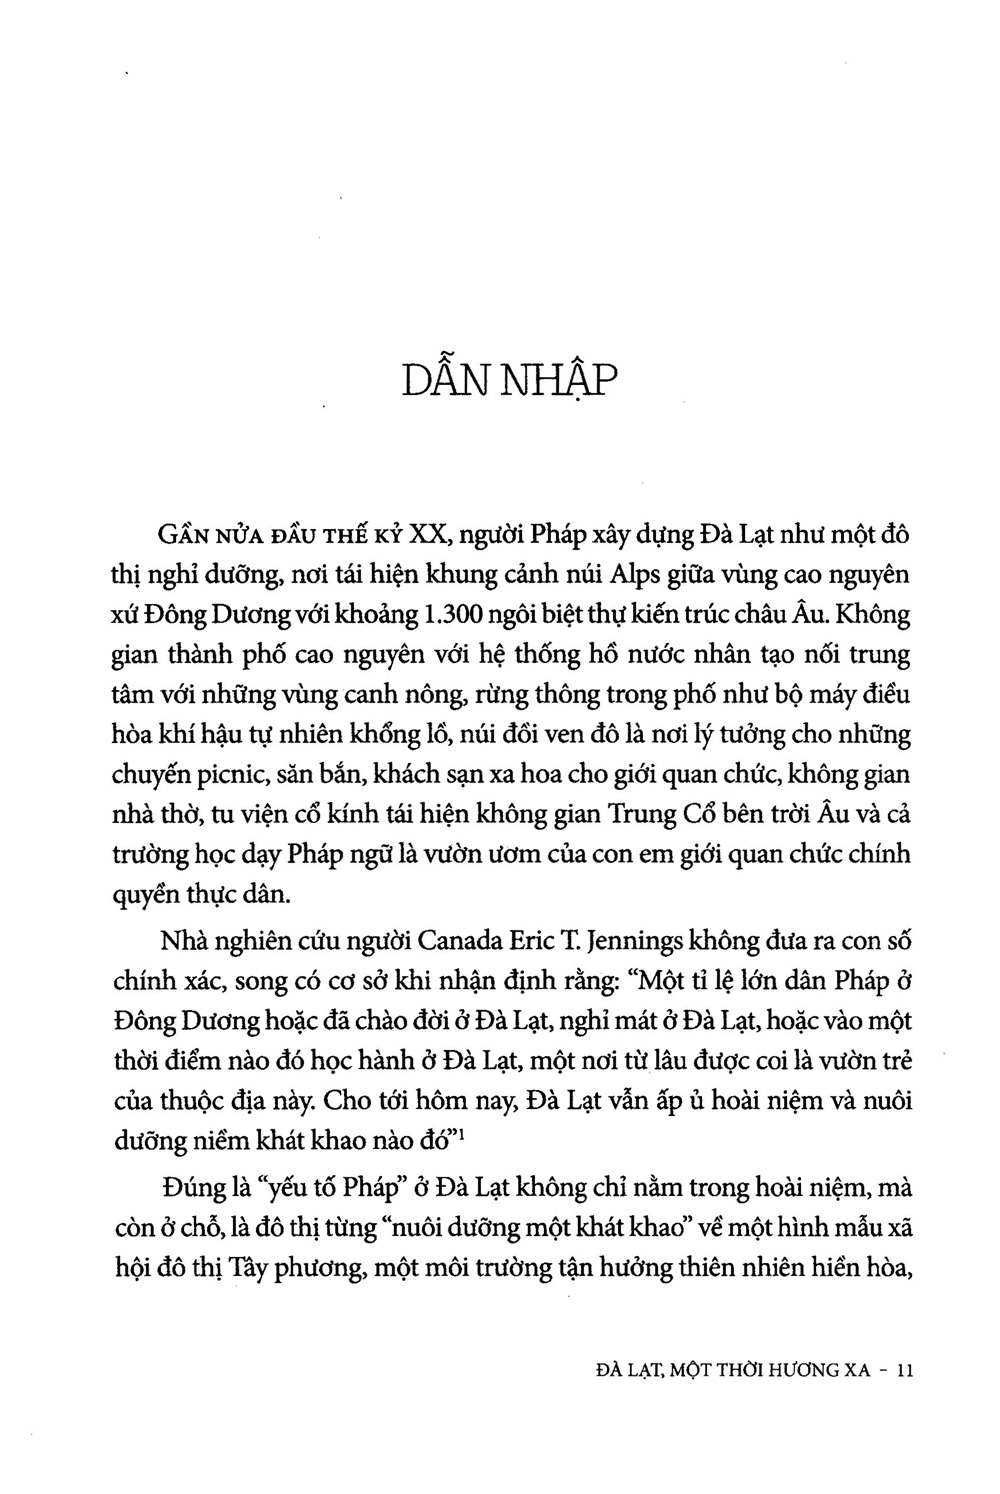 DẪN NHẬP
GẦN NỬA ĐẦU THẾ KỶ XX, người Pháp xây dựng Đà Lạt như một đô
thị nghỉ dưỡng, nơi tái hiện khung cảnh núi Alps giữa vùng cao nguyên
xứ Đông Dương với khoảng 1.300 ngôi biệt thự kiến trúc châu Âu. Không
gian thành phố cao nguyên với hệ thống hồ nước nhân tạo nối trung
tâm với những vùng canh nông, rừng thông trong phố như bộ máy điều
hòa khí hậu tự nhiên khổng lồ, núi đồi ven đô là nơi lý tưởng cho những
chuyến picnic, săn bắn, khách sạn xa hoa cho giới quan chức, không gian
nhà thờ, tu viện cổ kính tái hiện không gian Trung Cổ bên trời Âu và cả
trường học dạy Pháp ngữ là vườn ươm của con em giới quan chức chính
quyền thực dân.
Nhà nghiên cứu người Canada Eric T. Jennings không đưa ra con số
chính xác, song có cơ sở khi nhận định rằng: “Một tỉ lệ lớn dân Pháp ở
Đông Dương hoặc đã chào đời ở Đà Lạt, nghỉ mát ở Đà Lạt, hoặc vào một
thời điểm nào đó học hành ở Đà Lạt, một nơi từ lâu được coi là vườn trẻ
của thuộc địa này. Cho tới hôm nay, Đà Lạt vẫn ấp ủ hoài niệm và nuôi
dưỡng niềm khát khao nào đó”¹
Đúng là “yếu tố Pháp” ở Đà Lạt không chỉ nằm trong hoài niệm, mà
còn ở chỗ, là đô thị từng “nuôi dưỡng một khát khao” về một hình mẫu xã
hội đô thị Tây phương, một môi trường tận hưởng thiên nhiên hiền hòa,
ĐÀ LẠT, MỘT THỜI HƯƠNG XA - 11